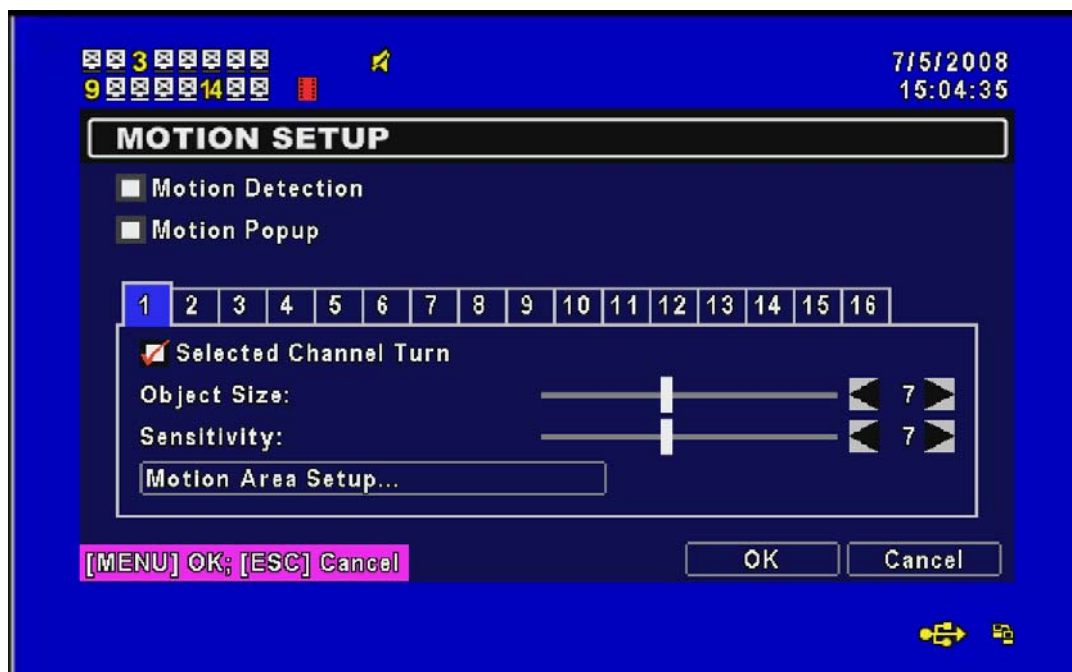 3
7/5/2008
9 14
15:04:35
MOTION SETUP
Motion Detection
Motion Popup
1 2 3 4 5 6 7 8 9 10 11 12 13 14 15 16
Selected Channel Turn
Object Size: 7
Sensitivity: 7
Motion Area Setup...
[MENU] OK; [ESC] Cancel
OK Cancel